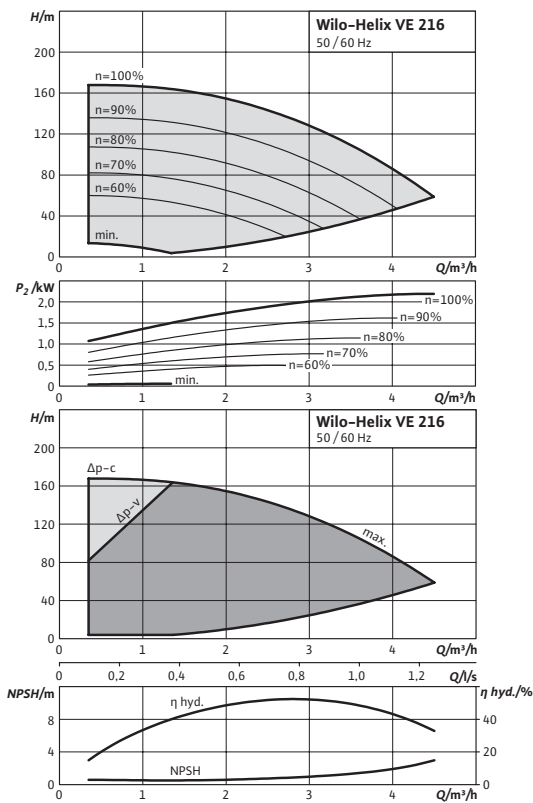 H/m
Wilo-Helix VE 216
50/60 Hz
200
160
120
80
40
0
n=100%
n=90%
n=80%
n=70%
n=60%
min.
0 1 2 3 4 Q/m³/h
P₂/kW
2,0
1,5
1,0
0,5
0
n=100%
n=90%
n=80%
n=70%
n=60%
min.
0 1 2 3 4 Q/m³/h
H/m
Wilo-Helix VE 216
50/60 Hz
200
160
120
80
40
0
Δp-c
Δp-v
max.
0 1 2 3 4 Q/m³/h
0 0,2 0,4 0,6 0,8 1,0 1,2 Q/l/s
NPSH/m
η hyd./%
8
4
0
η hyd.
NPSH
40
20
0
0 1 2 3 4 Q/m³/h